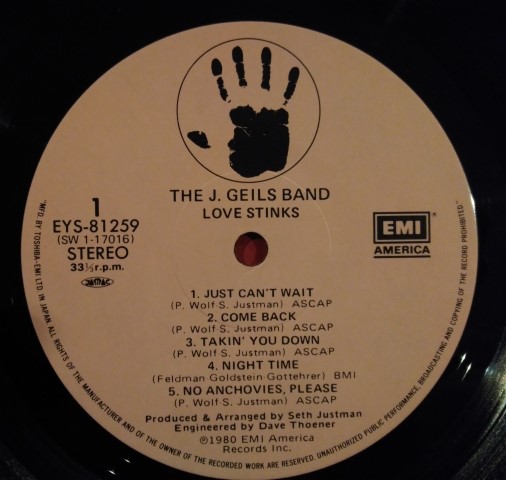 THE J. GEILS BAND
LOVE STINKS
1
EYS-81259
(SW 1-17016)
STEREO
33⅓ r.p.m.
JASRAC
EMI
AMERICA
1. JUST CAN'T WAIT
(P. Wolf S. Justman) ASCAP
2. COME BACK
(P. Wolf S. Justman) ASCAP
3. TAKIN' YOU DOWN
(P. Wolf S. Justman) ASCAP
4. NIGHT TIME
(Feldman Goldstein Gottehrer) BMI
5. NO ANCHOVIES, PLEASE
(P. Wolf S. Justman) ASCAP
Produced & Arranged by Seth Justman
Engineered by Dave Thoener
℗1980 EMI America
Records Inc.
"MFD. BY TOSHIBA-EMI LTD. IN JAPAN ALL RIGHTS OF THE MANUFACTURER AND OF THE OWNER OF THE RECORDED WORK ARE RESERVED. UNAUTHORIZED PUBLIC PERFORMANCE, BROADCASTING AND COPYING OF THE RECORD PROHIBITED"